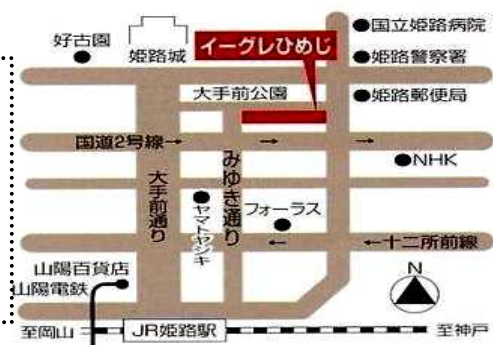 国立姫路病院
好古園
姫路城
イーグレひめじ
姫路警察署
大手前公園
姫路郵便局
国道2号線→
→
→
NHK
大手前通り
みゆき通り
ヤマトヤシキ
フォーラス
←
←十二所前線
山陽百貨店
山陽電鉄
N
至岡山
JR姫路駅
至神戸